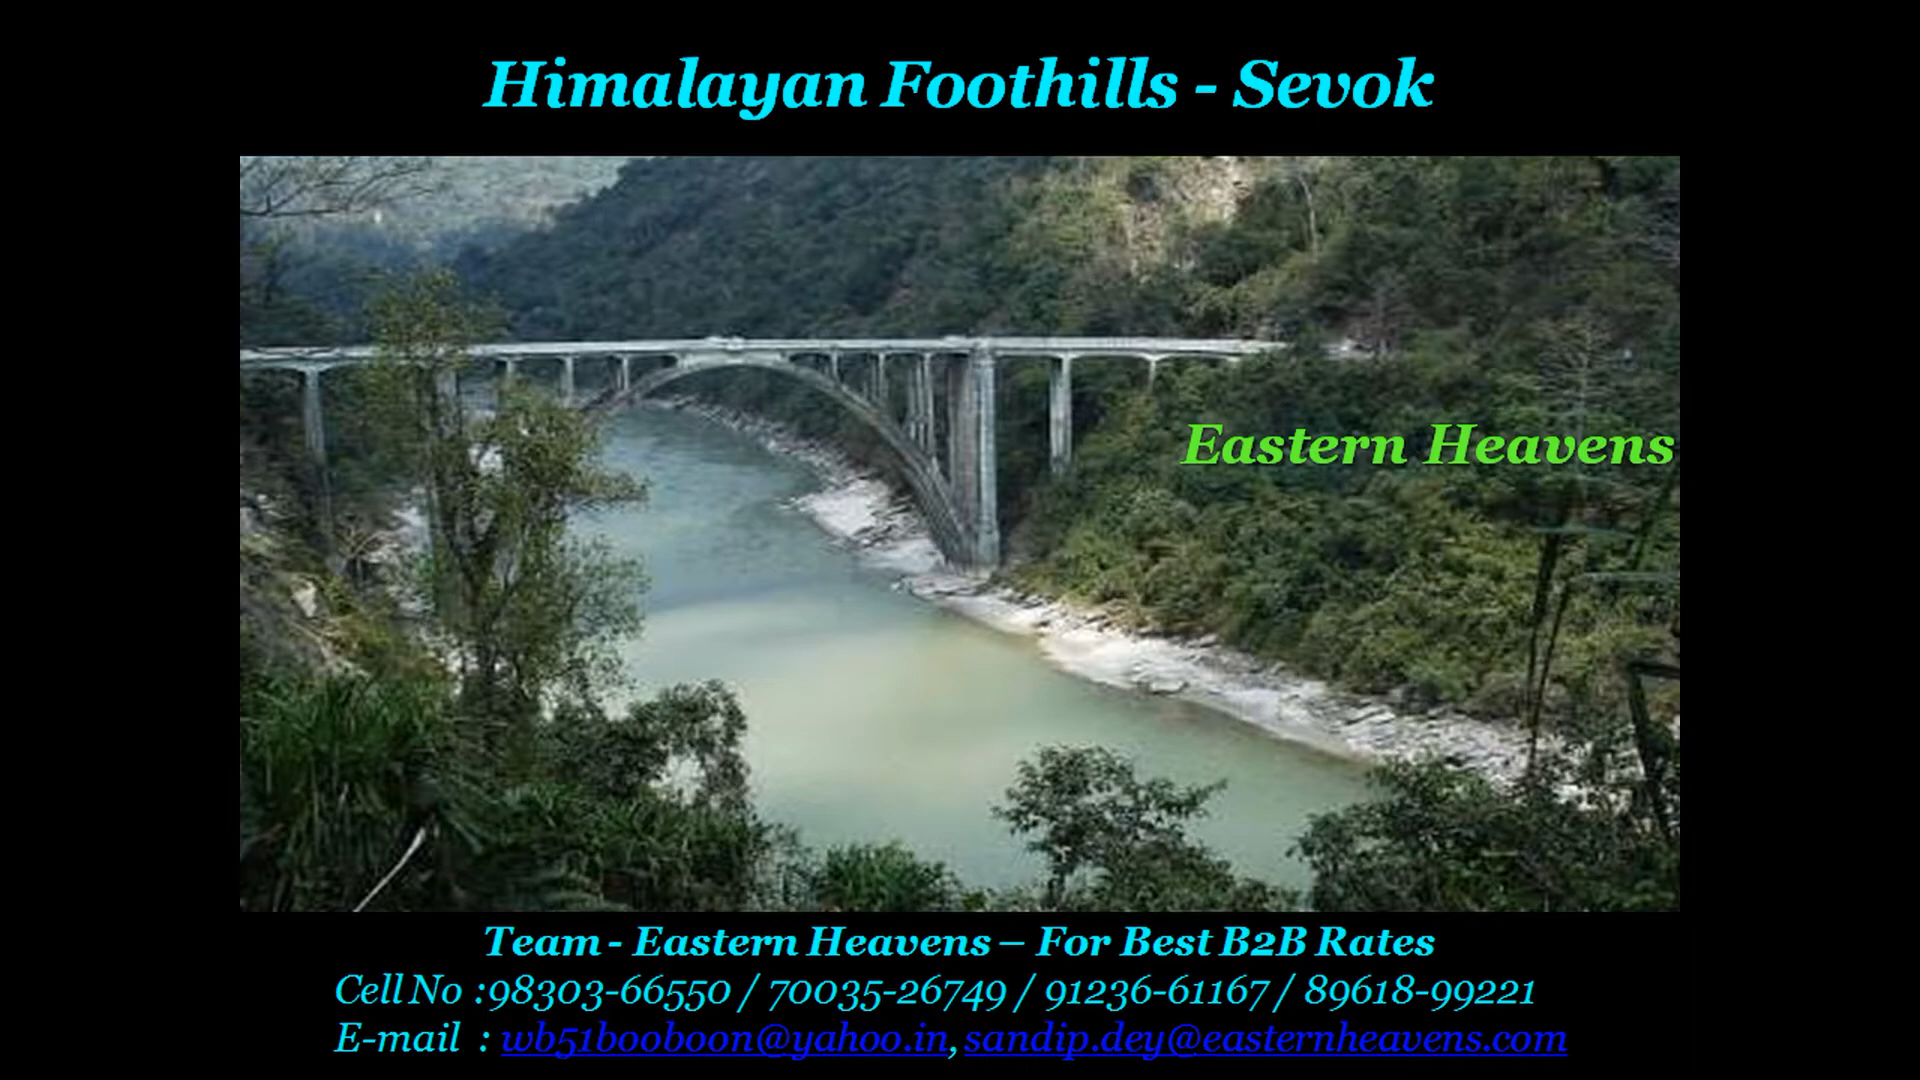 Himalayan Foothills - Sevok
Eastern Heavens
Team - Eastern Heavens – For Best B2B Rates
Cell No :98303-66550 / 70035-26749 / 91236-61167 / 89618-99221
E-mail : wb51booboon@yahoo.in, sandip.dey@easternheavens.com